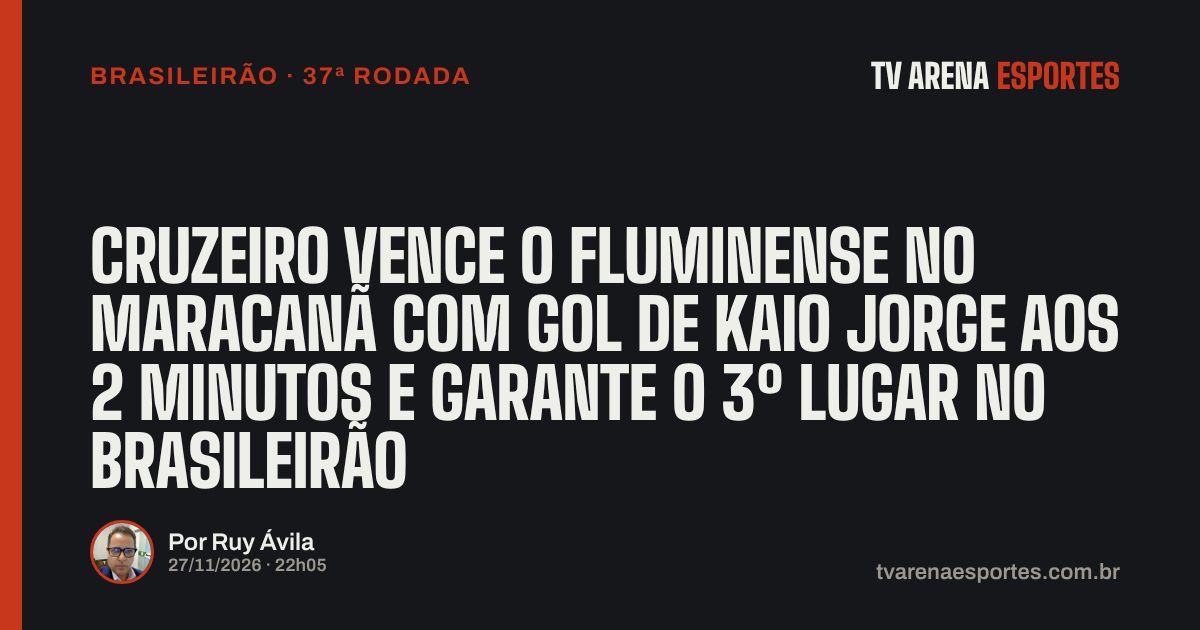 BRASILEIRÃO · 37ª RODADA
TV ARENA ESPORTES
CRUZEIRO VENCE O FLUMINENSE NO
MARACANÃ COM GOL DE KAIO JORGE AOS
2 MINUTOS E GARANTE O 3º LUGAR NO
BRASILEIRÃO
Por Ruy Ávila
27/11/2026 · 22h05
tvarenaesportes.com.br